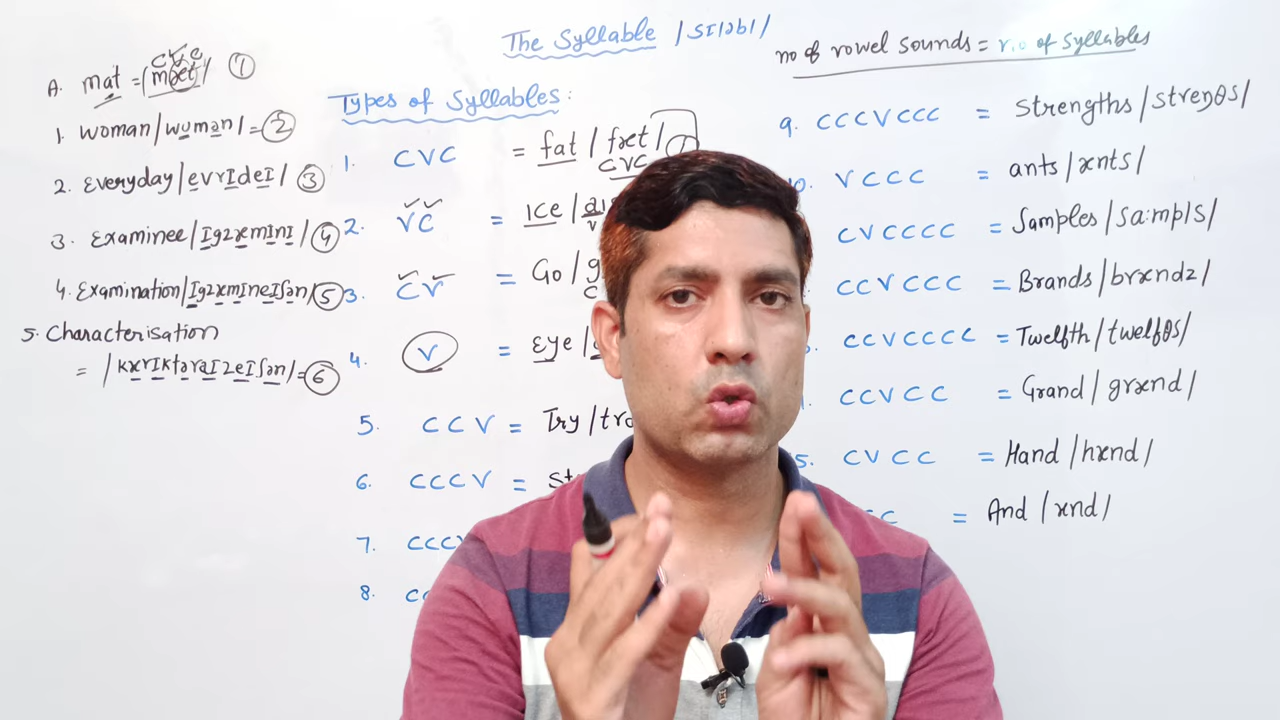 The Syllable /sɪləbl/
no of vowel sounds = no of syllables
A. mat = /mæt/ ①
CVC
1. woman /wʊmən/ = ②
2. Everyday /evrɪdeɪ/ ③
3. Examinee /ɪgzæmɪnɪ/ ④
4. Examination /ɪgzæmɪneɪʃən/ ⑤
5. Characterisation
= /kærɪktəraɪzeɪʃən/ = ⑥
Types of Syllables:
1. CVC = fat /fæt/
CVC
2. VC = Ice
3. CV = Go
4. V = Eye
5. CCV = Try
6. CCCV =
7.
8.
9. CCCVCCC = Strengths /streŋθs/
VCCC = ants /ænts/
CVCCCC = Samples /sa:mpls/
CCVCCC = Brands /brændz/
CCVCCCC = Twelfth /twelfθs/
CCVCC = Grand /grænd/
5. CVCC = Hand /hænd/
= And /ænd/